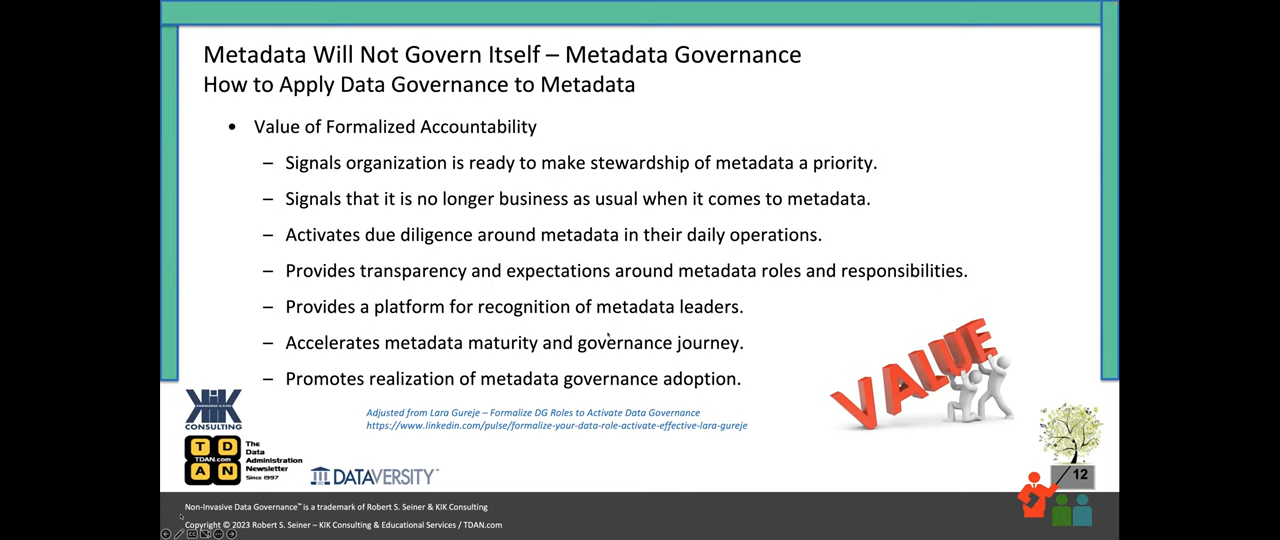 Metadata Will Not Govern Itself – Metadata Governance
How to Apply Data Governance to Metadata
• Value of Formalized Accountability
– Signals organization is ready to make stewardship of metadata a priority.
– Signals that it is no longer business as usual when it comes to metadata.
– Activates due diligence around metadata in their daily operations.
– Provides transparency and expectations around metadata roles and responsibilities.
– Provides a platform for recognition of metadata leaders.
– Accelerates metadata maturity and governance journey.
– Promotes realization of metadata governance adoption.
VALUE
KIK
CONSULTING
Adjusted from Lara Gureje – Formalize DG Roles to Activate Data Governance
https://www.linkedin.com/pulse/formalize-your-data-role-activate-effective-lara-gureje
T D
TDAN.com
A N
The
Data
Administration
Newsletter
Since 1997
DATAVERSITY™
12
Non-Invasive Data Governance™ is a trademark of Robert S. Seiner & KIK Consulting
Copyright © 2023 Robert S. Seiner – KIK Consulting & Educational Services / TDAN.com